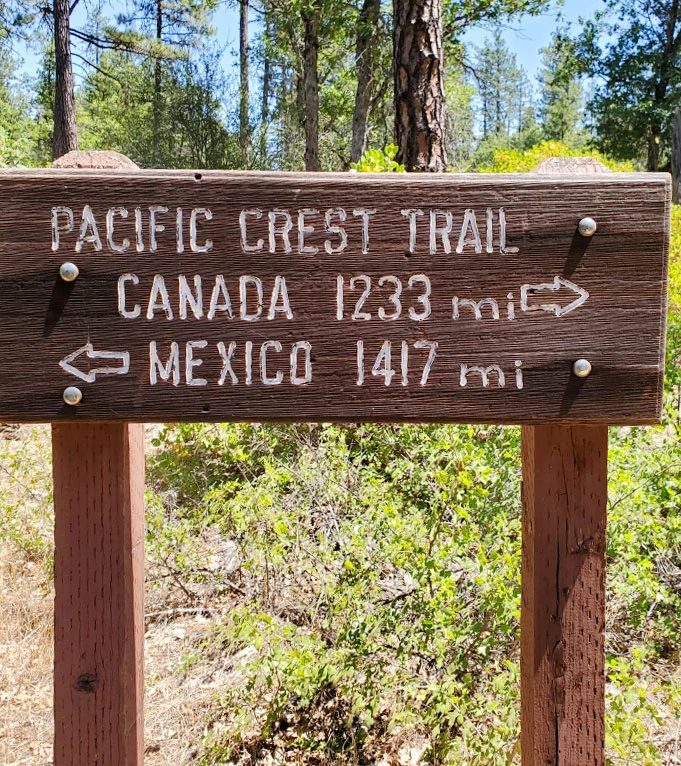 PACIFIC CREST TRAIL
CANADA 1233 mi
MEXICO 1417 mi